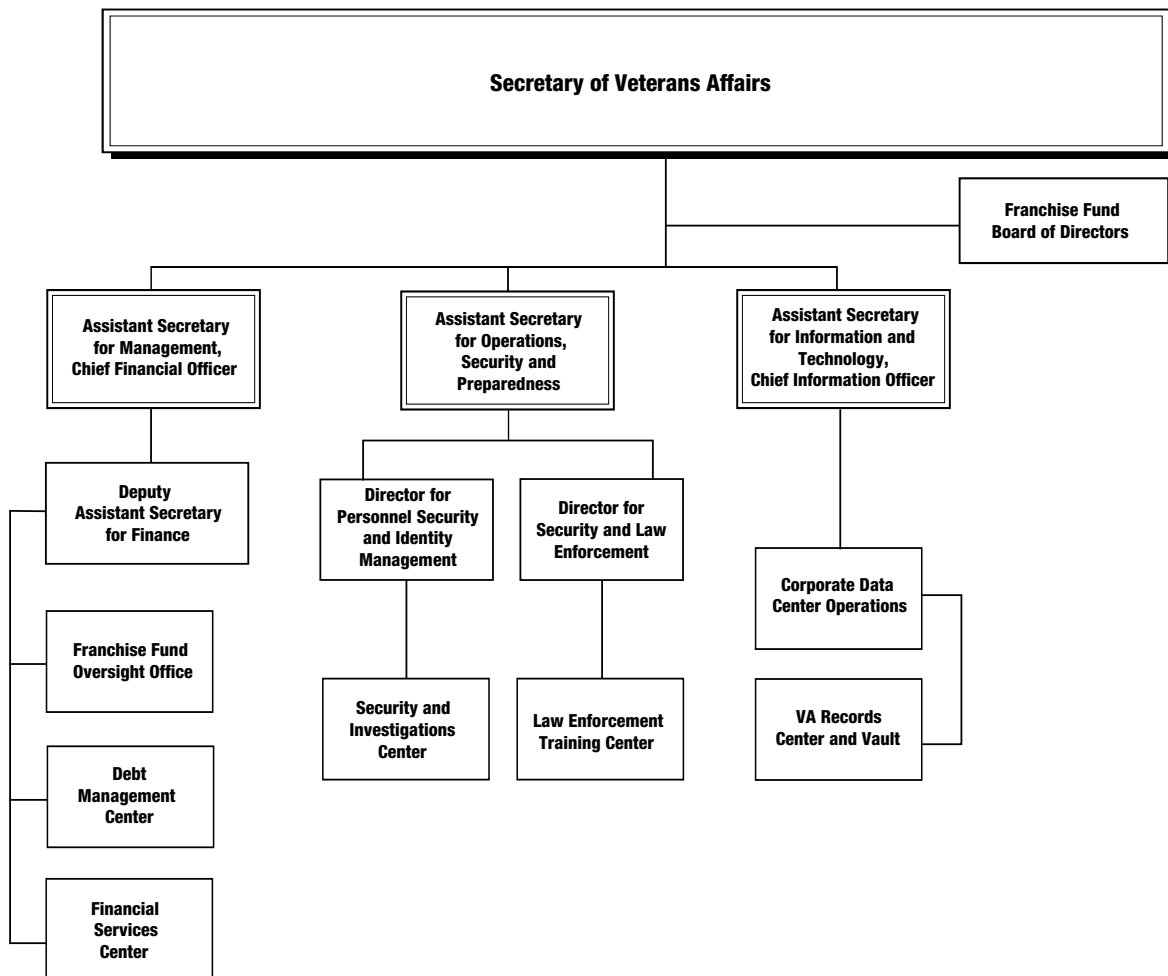 Secretary of Veterans Affairs
Franchise Fund
Board of Directors
Assistant Secretary
for Management,
Chief Financial Officer
Assistant Secretary
for Operations,
Security and
Preparedness
Assistant Secretary
for Information and
Technology,
Chief Information Officer
Deputy
Assistant Secretary
for Finance
Director for
Personnel Security
and Identity
Management
Director for
Security and Law
Enforcement
Corporate Data
Center Operations
Franchise Fund
Oversight Office
Security and
Investigations
Center
Law Enforcement
Training Center
VA Records
Center and Vault
Debt
Management
Center
Financial
Services
Center